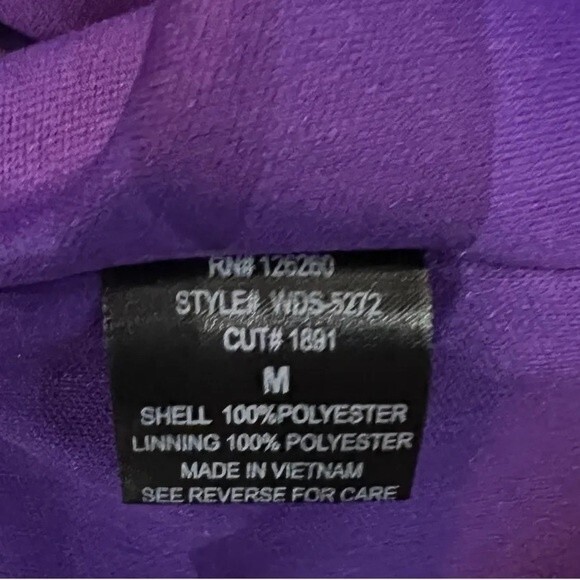 RN# 126260
STYLE# WDS-5272
CUT# 1891
M
SHELL 100%POLYESTER
LINNING 100% POLYESTER
MADE IN VIETNAM
SEE REVERSE FOR CARE